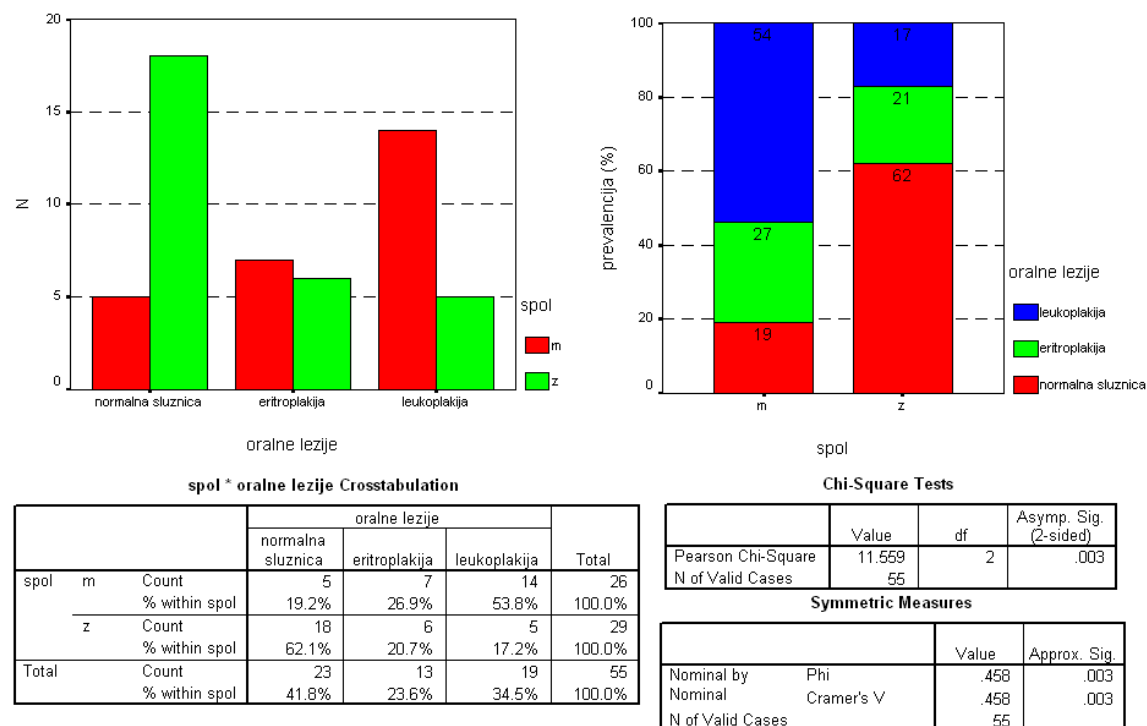 20
15
10
5
0
N
normalna sluznica eritroplakija leukoplakija
oralne lezije
spol
m
z
100
80
60
40
20
0
prevalencija (%)
54 17
21
62
27
19
m z
spol
oralne lezije
leukoplakija
eritroplakija
normalna sluznica
spol * oralne lezije Crosstabulation
oralne lezije
normalna
sluznica eritroplakija leukoplakija Total
spol m Count 5 7 14 26
% within spol 19.2% 26.9% 53.8% 100.0%
z Count 18 6 5 29
% within spol 62.1% 20.7% 17.2% 100.0%
Total Count 23 13 19 55
% within spol 41.8% 23.6% 34.5% 100.0%
Chi-Square Tests
Asymp. Sig.
Value df (2-sided)
Pearson Chi-Square 11.559 2 .003
N of Valid Cases 55
Symmetric Measures
Value Approx. Sig.
Nominal by Phi .458 .003
Nominal Cramer's V .458 .003
N of Valid Cases 55